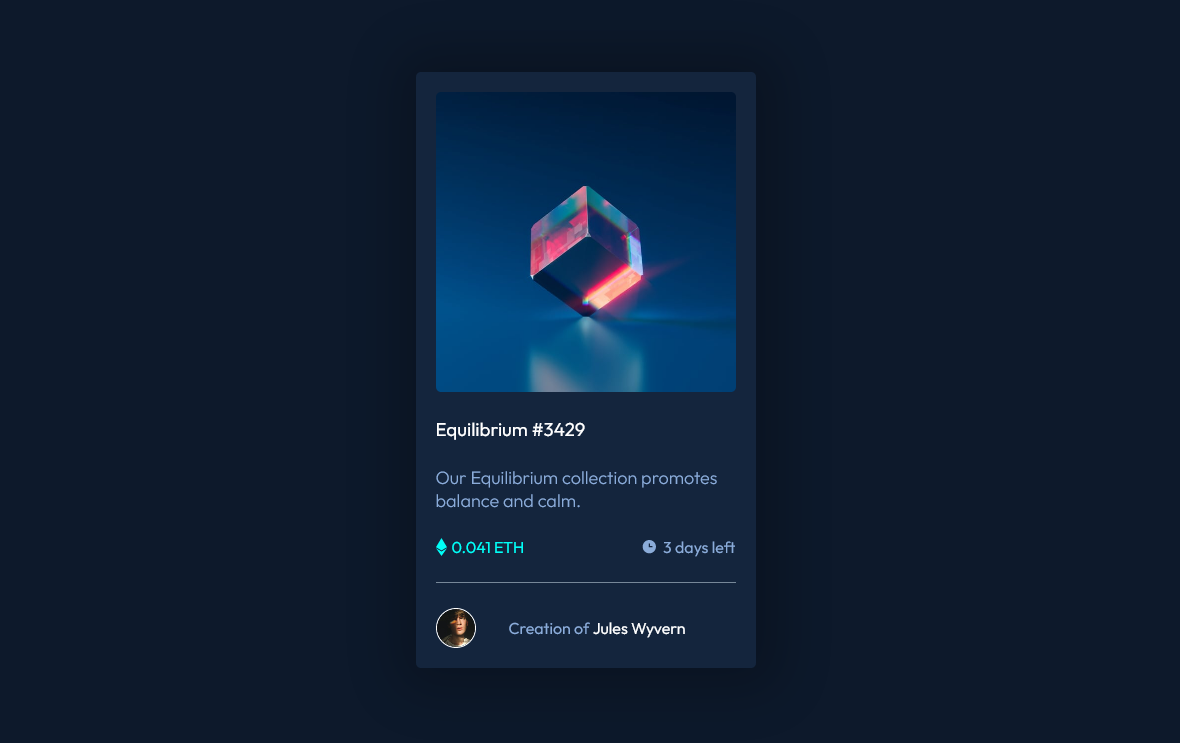 Equilibrium #3429
Our Equilibrium collection promotes
balance and calm.
0.041 ETH
3 days left
Creation of Jules Wyvern